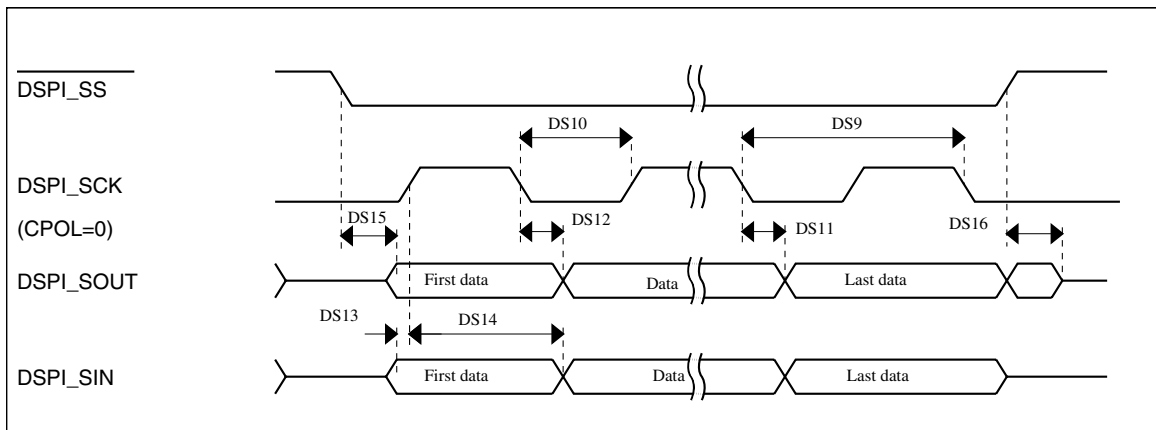 DSPI_SS
DS10
DS9
DSPI_SCK
(CPOL=0)
DS15
DS12
DS11
DS16
DSPI_SOUT
First data
Data
Last data
DS13
DS14
DSPI_SIN
First data
Data
Last data